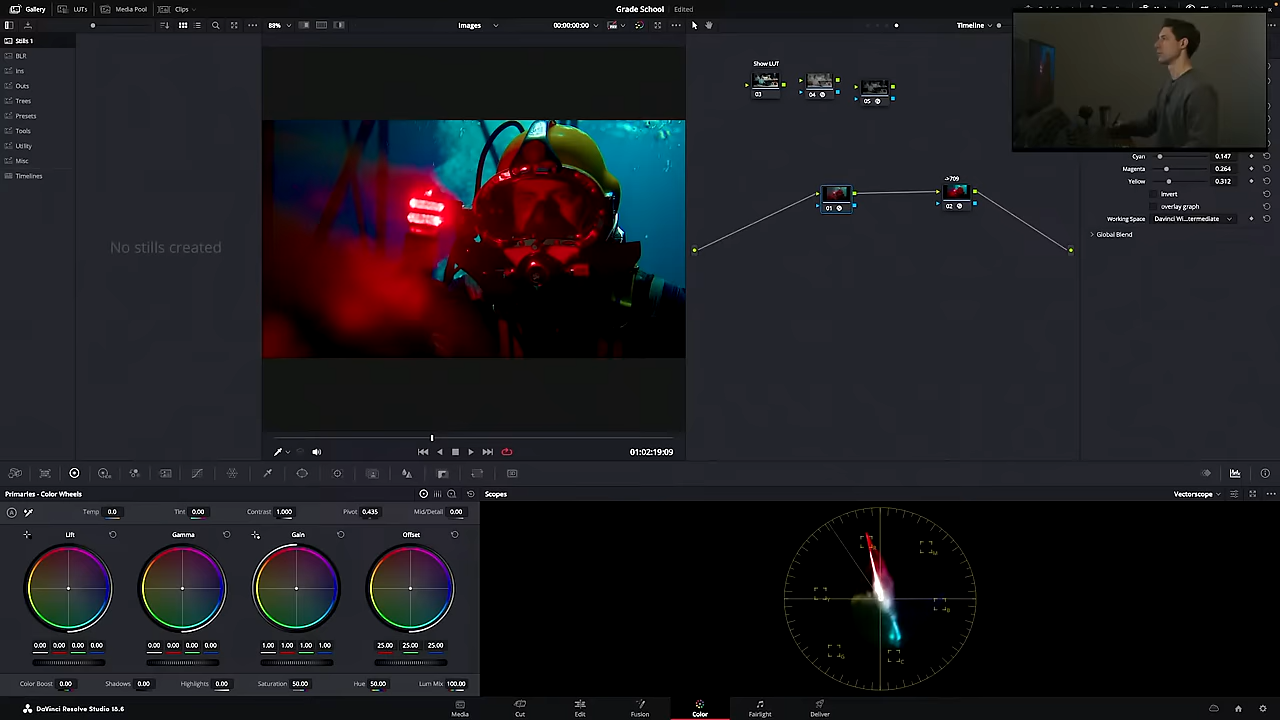 Gallery LUTs Media Pool Clips Grade School Edited
88% Images 00:00:00:00 Timeline
Stills 1
BLR
Ins
Outs
Trees
Presets
Tools
Utility
Misc
Timelines
No stills created
Show LUT
03 04 05
->709
01 02
Cyan 0.147
Magenta 0.264
Yellow 0.312
Invert
overlay graph
Working Space Davinci Wi...termediate
Global Blend
01:02:19:09
Primaries - Color Wheels
Scopes Vectorscope
A Temp 0.0 Tint 0.00 Contrast 1.000 Pivot 0.435 Mid/Detail 0.00
Lift Gamma Gain Offset
0.00 0.00 0.00 0.00 0.00 0.00 0.00 0.00 1.00 1.00 1.00 1.00 25.00 25.00 25.00
Color Boost 0.00 Shadows 0.00 Highlights 0.00 Saturation 50.00 Hue 50.00 Lum Mix 100.00
R M B C G Y
DaVinci Resolve Studio 18.6
Media Cut Edit Fusion Color Fairlight Deliver